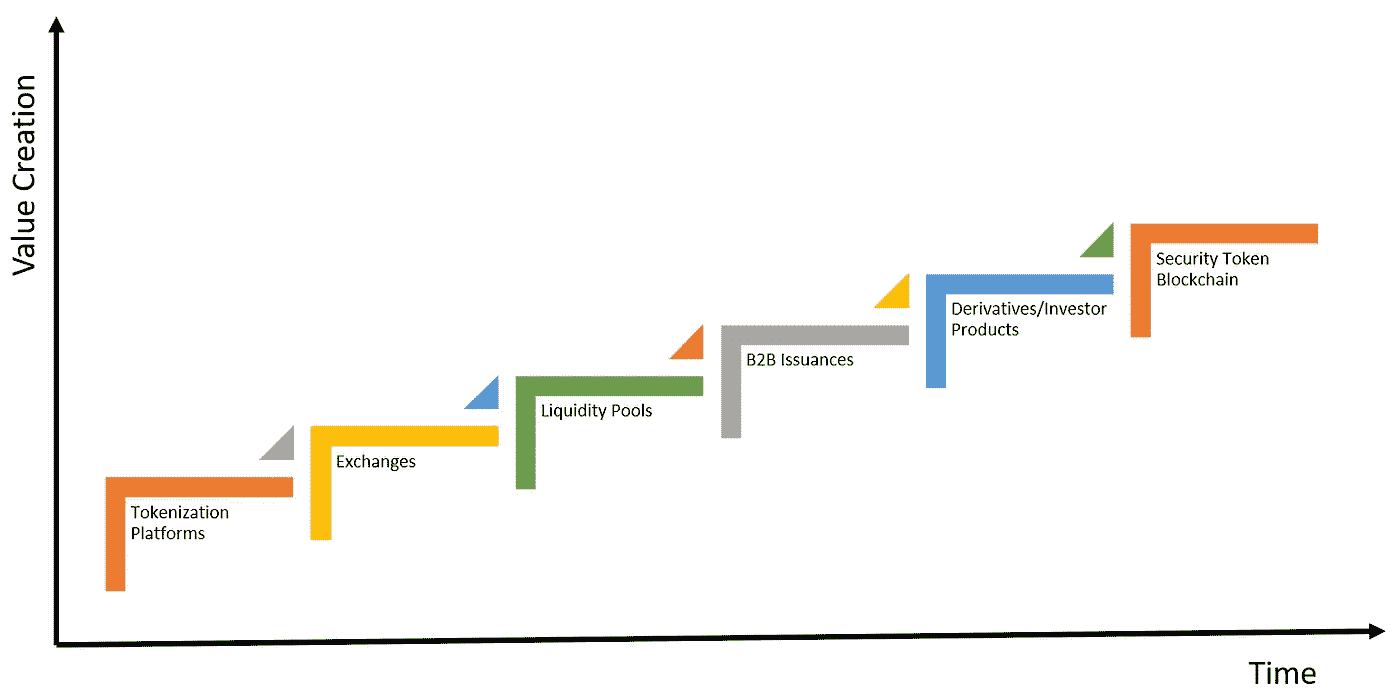 Value Creation
Security Token
Blockchain
Derivatives/Investor
Products
B2B Issuances
Liquidity Pools
Exchanges
Tokenization
Platforms
Time